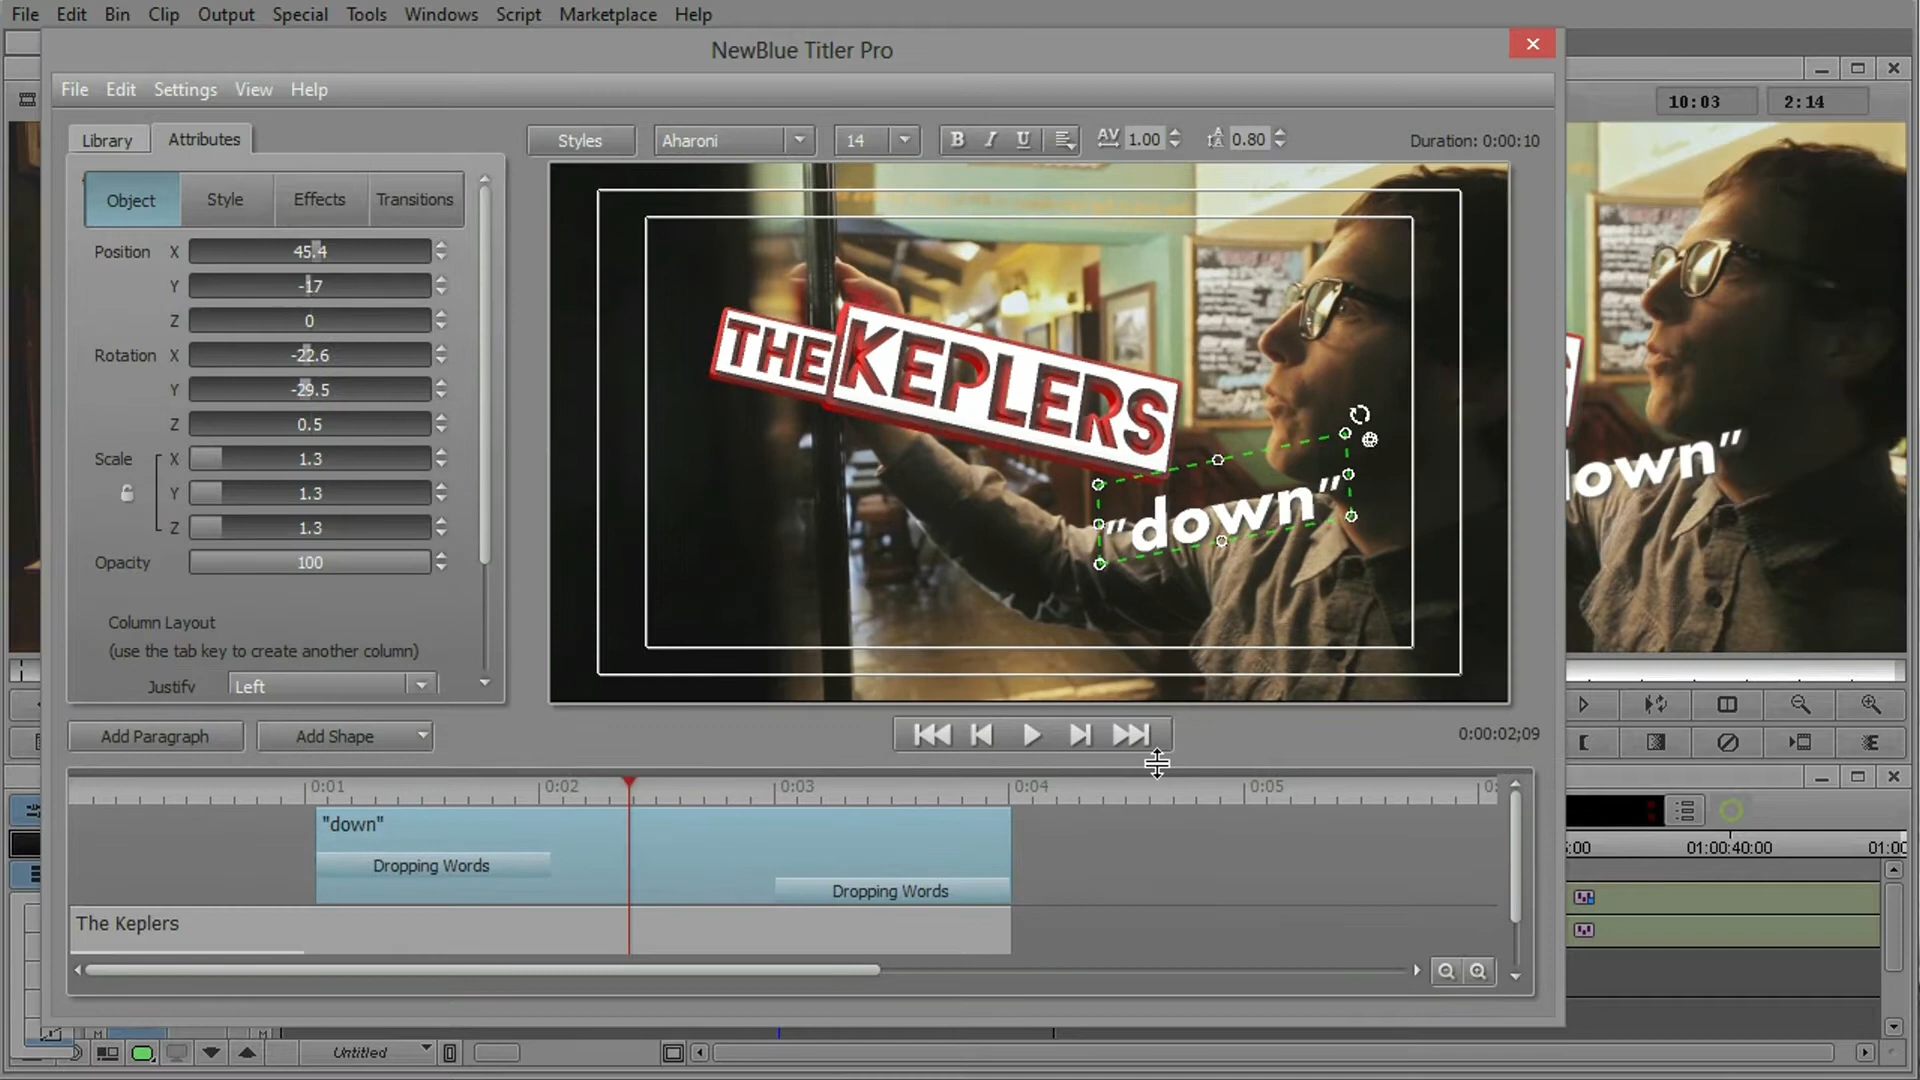 File Edit Bin Clip Output Special Tools Windows Script Marketplace Help
NewBlue Titler Pro
File Edit Settings View Help
10:03 2:14
Library Attributes
Styles Aharoni 14 B I U AV 1.00 A 0.80 Duration: 0:00:10
Object Style Effects Transitions
Position X 45.4
Y -17
Z 0
Rotation X -22.6
Y -29.5
Z 0.5
Scale X 1.3
Y 1.3
Z 1.3
Opacity 100
Column Layout
(use the tab key to create another column)
Justify Left
THE KEPLERS
"down"
down"
Add Paragraph Add Shape
0:00:02;09
0:01 0:02 0:03 0:04 0:05 0:
"down"
Dropping Words
Dropping Words
The Keplers
:00 01:00:40:00 01:00
M M
Untitled